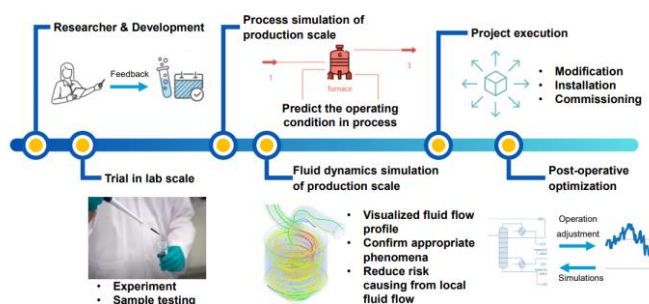 Researcher & Development
Feedback
Process simulation of
production scale
1
3
furnace
Predict the operating
condition in process
Project execution
• Modification
• Installation
• Commissioning
Trial in lab scale
• Experiment
• Sample testing
Fluid dynamics simulation
of production scale
• Visualized fluid flow
profile
• Confirm appropriate
phenomena
• Reduce risk
causing from local
fluid flow
Post-operative
optimization
Operation
adjustment
Simulations